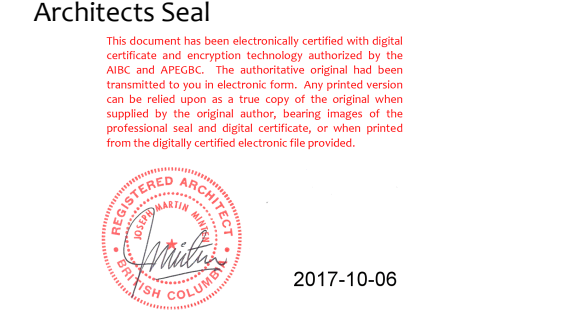 Architects Seal
This document has been electronically certified with digital
certificate and encryption technology authorized by the
AIBC and APEGBC. The authoritative original had been
transmitted to you in electronic form. Any printed version
can be relied upon as a true copy of the original when
supplied by the original author, bearing images of the
professional seal and digital certificate, or when printed
from the digitally certified electronic file provided.
REGISTERED ARCHITECT
JOSEPH MARTIN MINTEN
BRITISH COLUMBIA
2017-10-06